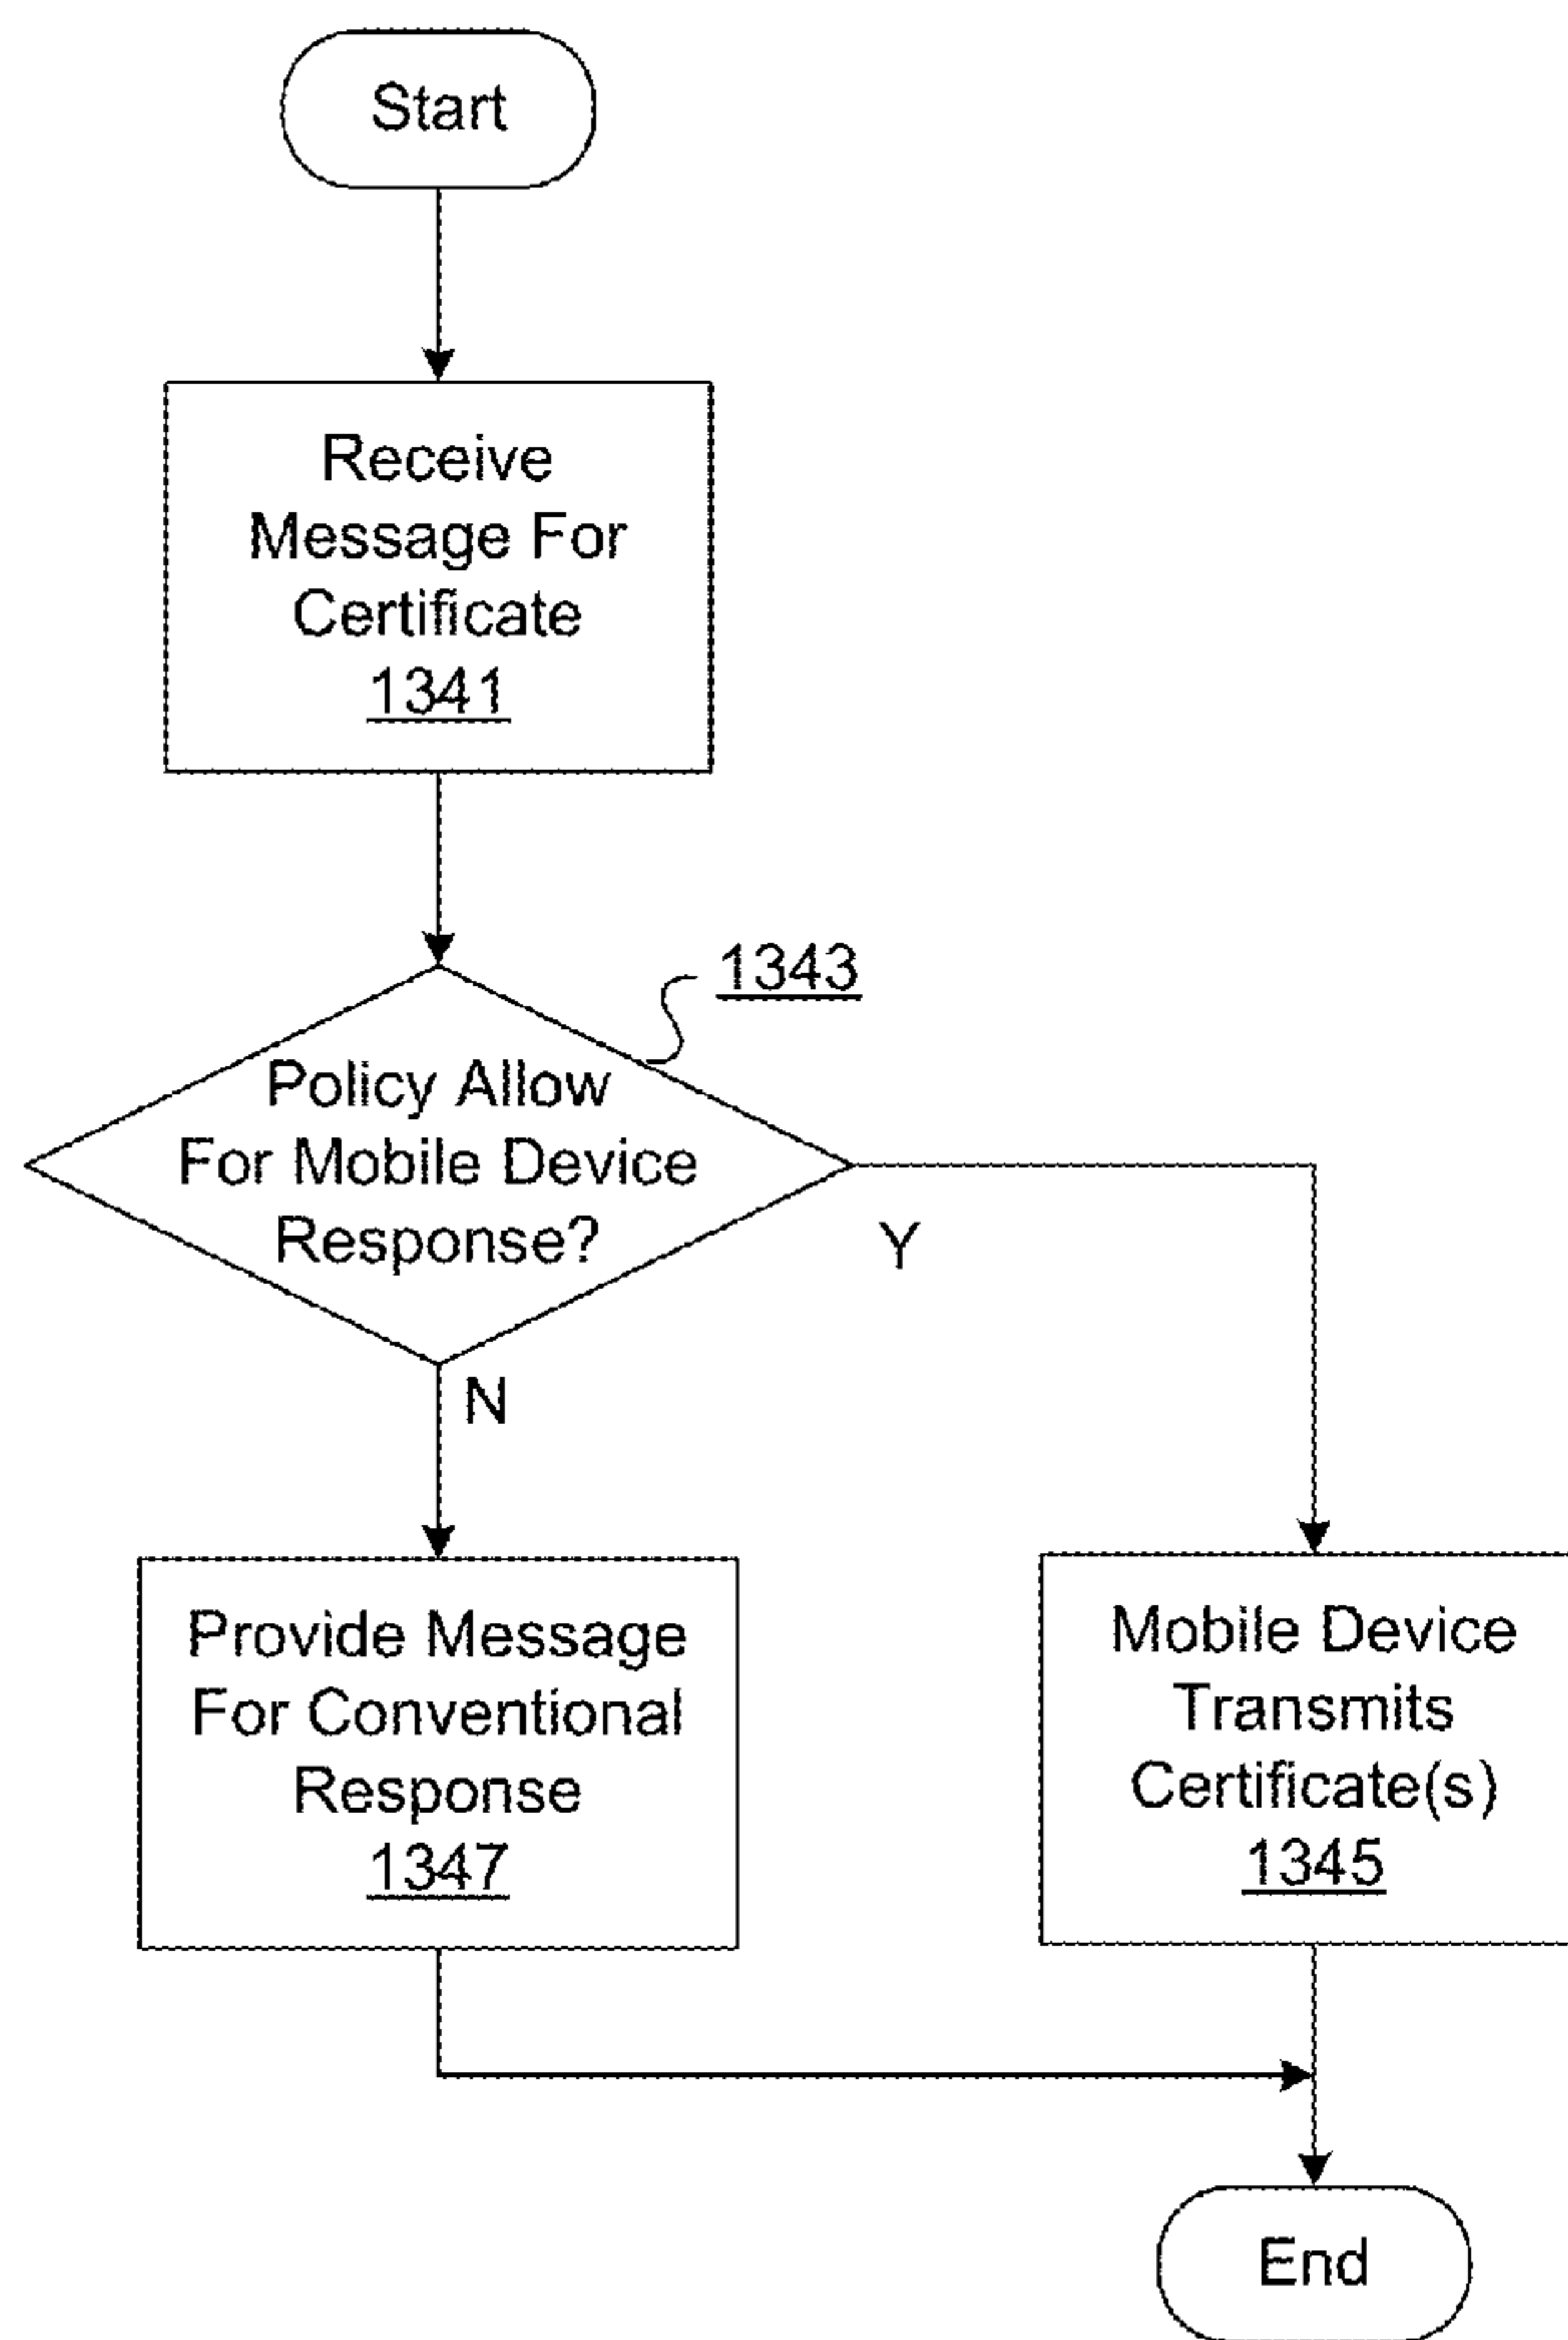 Start
Receive
Message For
Certificate
1341
1343
Policy Allow
For Mobile Device
Response?
Y
N
Provide Message
For Conventional
Response
1347
Mobile Device
Transmits
Certificate(s)
1345
End